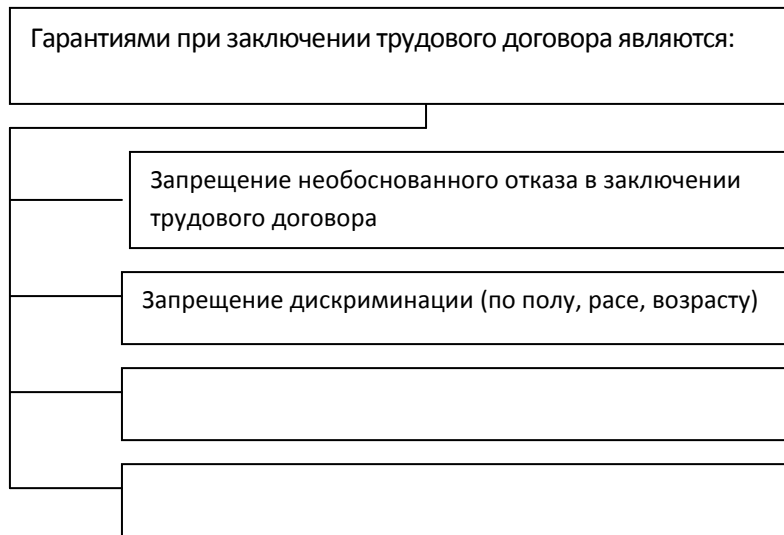 Гарантиями при заключении трудового договора являются:
Запрещение необоснованного отказа в заключении
трудового договора
Запрещение дискриминации (по полу, расе, возрасту)